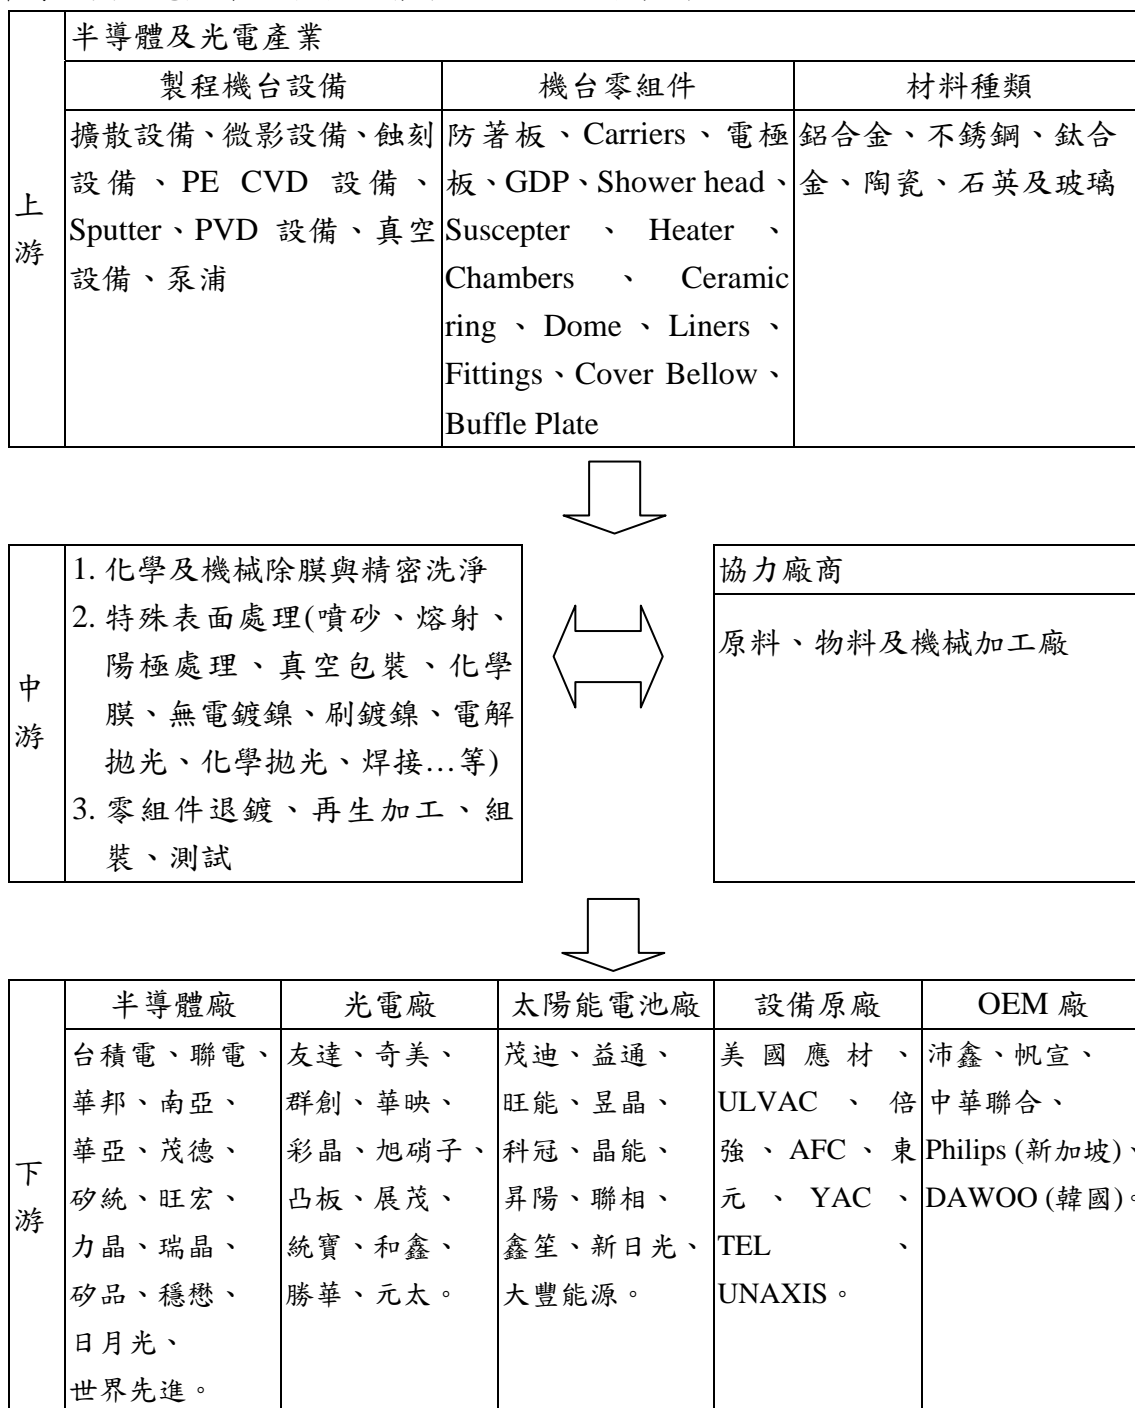 半導體及光電產業
上游
製程機台設備
擴散設備、微影設備、蝕刻
設備、PE CVD 設備、
Sputter、PVD 設備、真空
設備、泵浦
機台零組件
防著板、Carriers、電極
板、GDP、Shower head、
Suscepter、Heater、
Chambers、Ceramic
ring、Dome、Liners、
Fittings、Cover Bellow、
Buffle Plate
材料種類
鋁合金、不銹鋼、鈦合
金、陶瓷、石英及玻璃
中游
1. 化學及機械除膜與精密洗淨
2. 特殊表面處理(噴砂、熔射、
陽極處理、真空包裝、化學
膜、無電鍍鎳、刷鍍鎳、電解
拋光、化學拋光、焊接…等)
3. 零組件退鍍、再生加工、組
裝、測試
協力廠商
原料、物料及機械加工廠
下游
半導體廠
台積電、聯電、
華邦、南亞、
華亞、茂德、
矽統、旺宏、
力晶、瑞晶、
矽品、穩懋、
日月光、
世界先進。
光電廠
友達、奇美、
群創、華映、
彩晶、旭硝子、
凸板、展茂、
統寶、和鑫、
勝華、元太。
太陽能電池廠
茂迪、益通、
旺能、昱晶、
科冠、晶能、
昇陽、聯相、
鑫笙、新日光、
大豐能源。
設備原廠
美國應材、
ULVAC、倍
強、AFC、東
元、YAC、
TEL、
UNAXIS。
OEM 廠
沛鑫、帆宣、
中華聯合、
Philips (新加坡)、
DAWOO (韓國)。